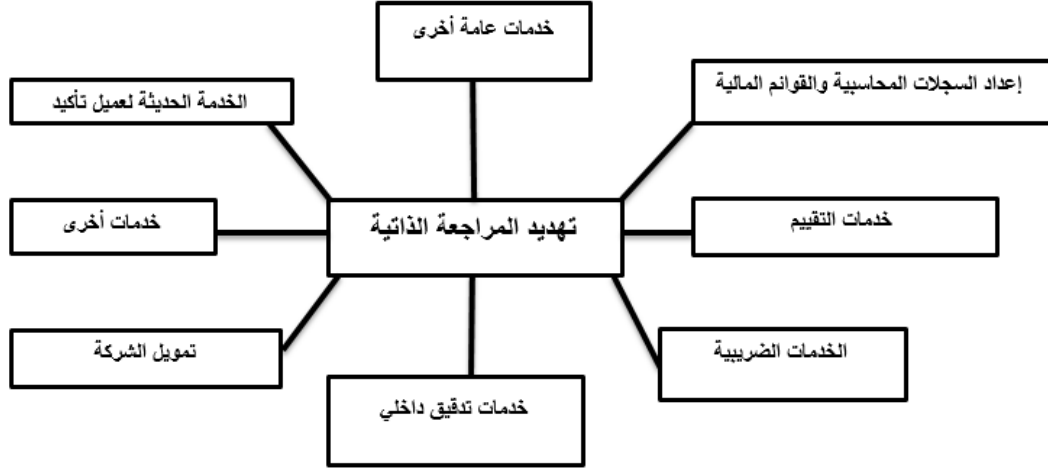 خدمات عامة أخرى
إعداد السجلات المحاسبية والقوائم المالية
الخدمة الحديثة لعميل تأكيد
تهديد المراجعة الذاتية
خدمات التقييم
خدمات أخرى
الخدمات الضريبية
تمويل الشركة
خدمات تدقيق داخلي